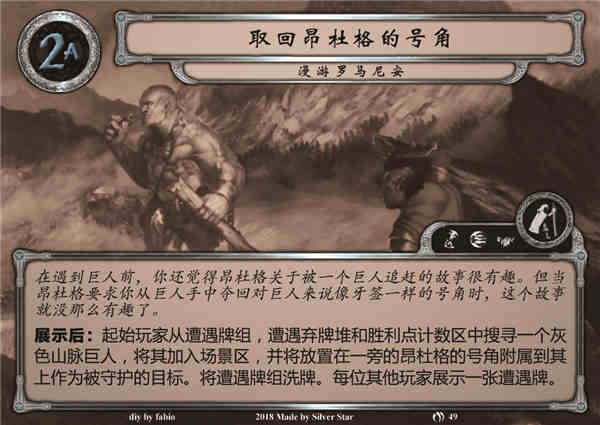 2A
取回昂杜格的号角
漫游罗马尼安
在遇到巨人前，你还觉得昂杜格关于被一个巨人追赶的故事很有趣。但当
昂杜格要求你从巨人手中夺回对巨人来说像牙签一样的号角时，这个故事
就没那么有趣了。
展示后：起始玩家从遭遇牌组，遭遇弃牌堆和胜利点计数区中搜寻一个灰
色山脉巨人，将其加入场景区，并将放置在一旁的昂杜格的号角附属到其
上作为被守护的目标。将遭遇牌组洗牌。每位其他玩家展示一张遭遇牌。
diy by fabio
2018 Made by Silver Star
49